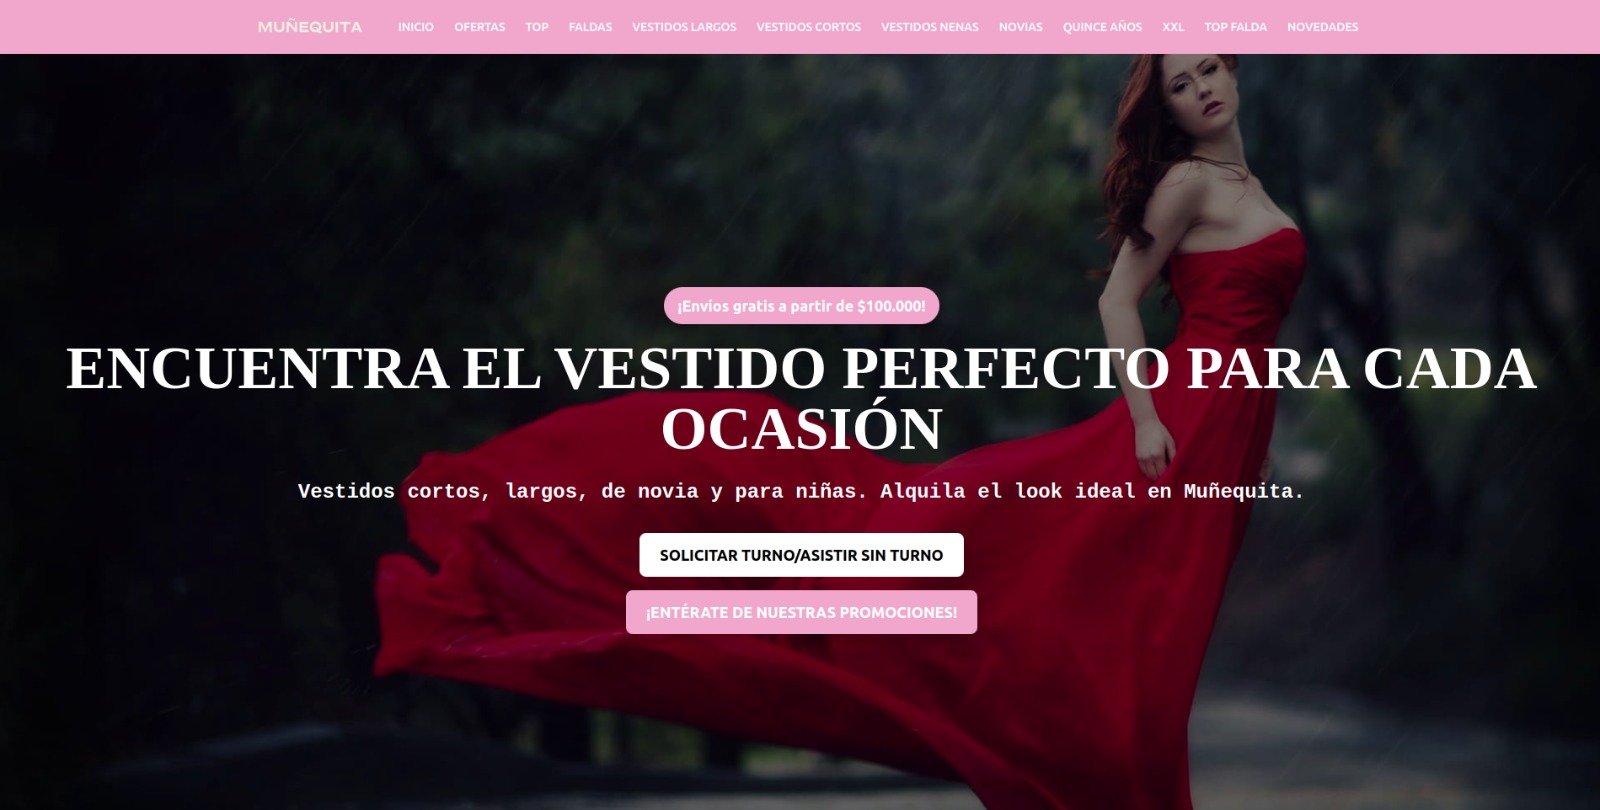 MUÑEQUITA INICIO OFERTAS TOP FALDAS VESTIDOS LARGOS VESTIDOS CORTOS VESTIDOS NENAS NOVIAS QUINCE AÑOS XXL TOP FALDA NOVEDADES
¡Envíos gratis a partir de $100.000!
ENCUENTRA EL VESTIDO PERFECTO PARA CADA
OCASIÓN
Vestidos cortos, largos, de novia y para niñas. Alquila el look ideal en Muñequita.
SOLICITAR TURNO/ASISTIR SIN TURNO
¡ENTÉRATE DE NUESTRAS PROMOCIONES!